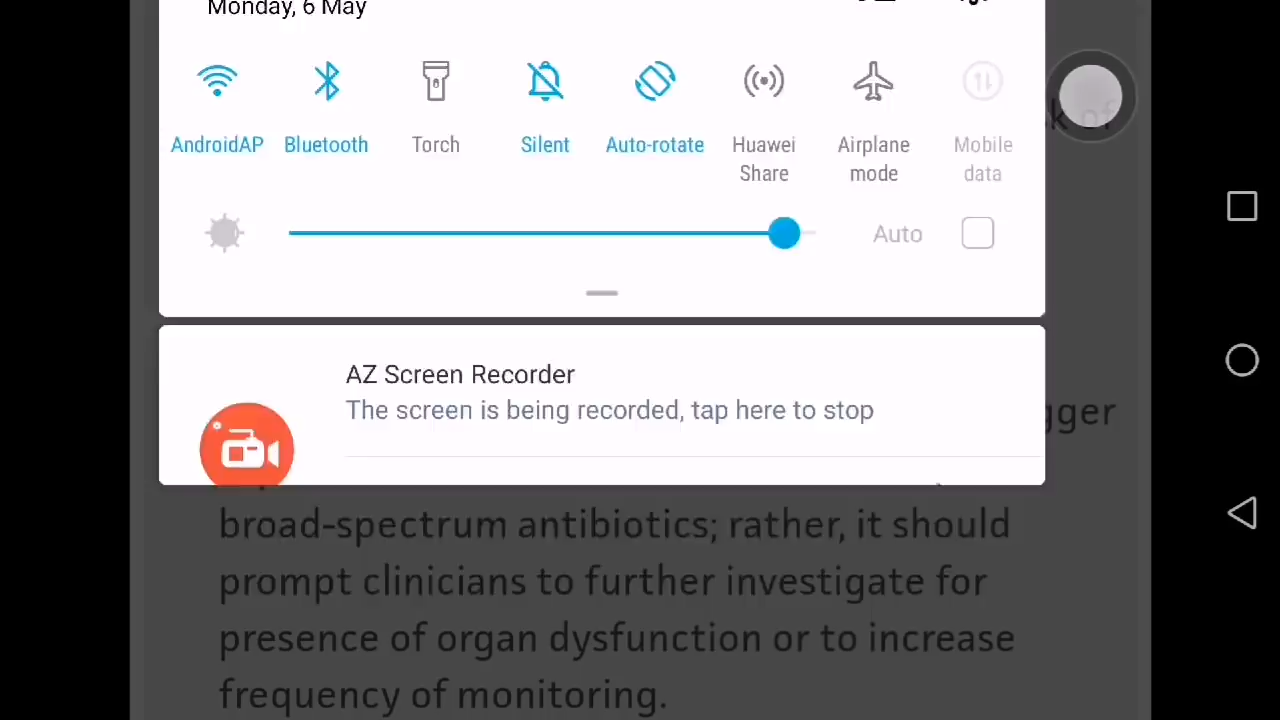 Monday, 6 May
AndroidAP Bluetooth Torch Silent Auto-rotate Huawei Share Airplane mode Mobile data
k of
Auto
AZ Screen Recorder
The screen is being recorded, tap here to stop
gger
broad-spectrum antibiotics; rather, it should
prompt clinicians to further investigate for
presence of organ dysfunction or to increase
frequency of monitoring.